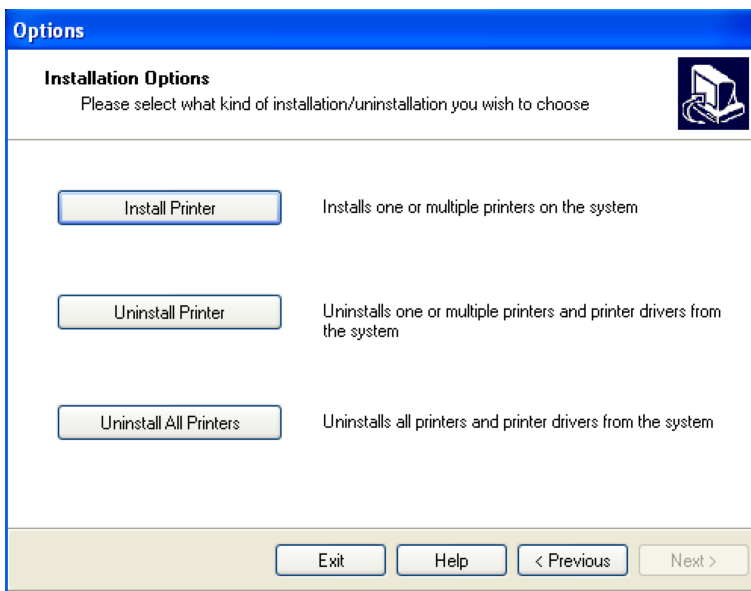 Options
Installation Options
Please select what kind of installation/uninstallation you wish to choose
Install Printer
Installs one or multiple printers on the system
Uninstall Printer
Uninstalls one or multiple printers and printer drivers from
the system
Uninstall All Printers
Uninstalls all printers and printer drivers from the system
Exit
Help
< Previous
Next >